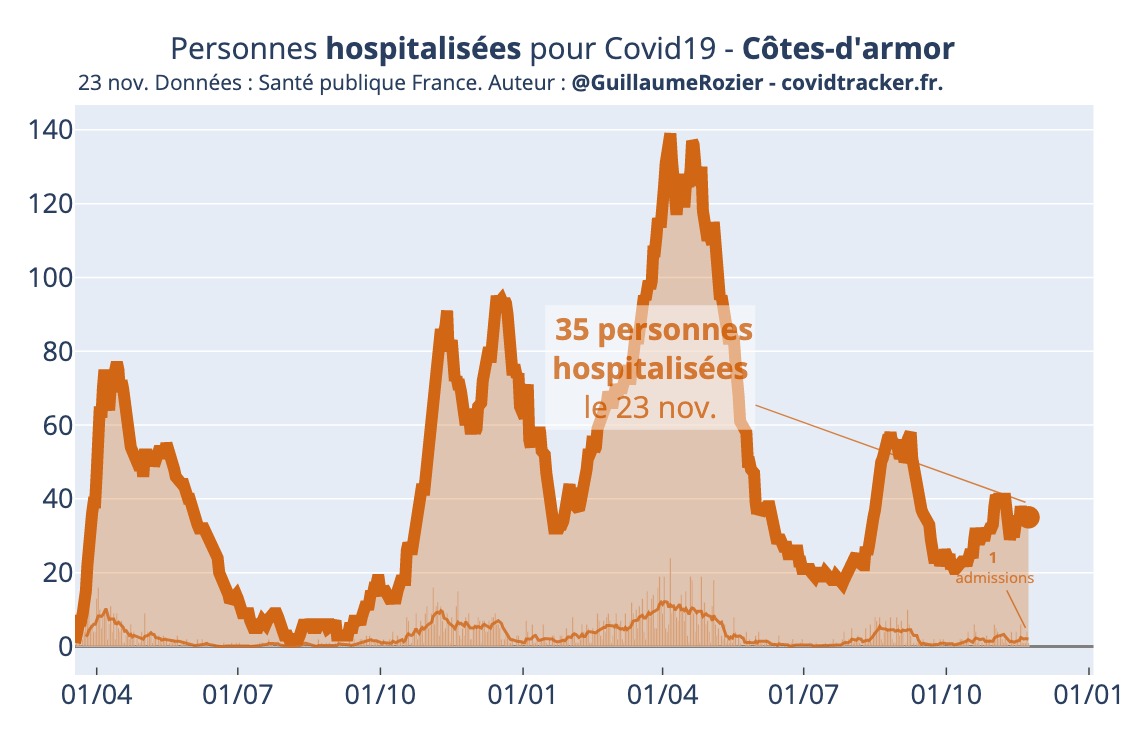 Personnes hospitalisées pour Covid19 - Côtes-d'armor
23 nov. Données : Santé publique France. Auteur : @GuillaumeRozier - covidtracker.fr.
140
120
100
80
60
40
20
0
35 personnes
hospitalisées
le 23 nov.
1
admissions
01/04 01/07 01/10 01/01 01/04 01/07 01/10 01/01